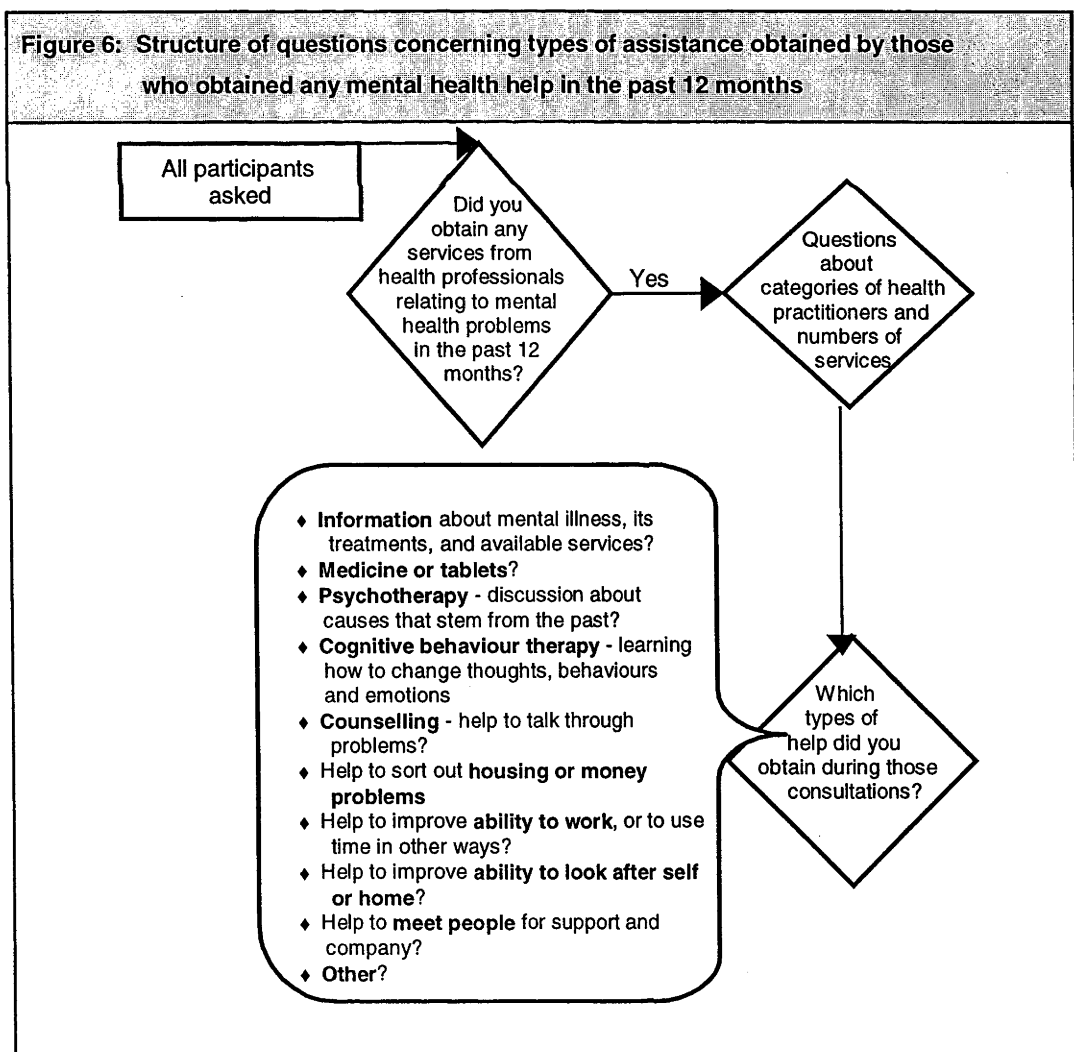 Figure 6: Structure of questions concerning types of assistance obtained by those
who obtained any mental health help in the past 12 months
All participants
asked
Did you
obtain any
services from
health professionals
relating to mental
health problems
in the past 12
months?
Yes
Questions
about
categories of health
practitioners and
numbers of
services
♦ Information about mental illness, its
treatments, and available services?
♦ Medicine or tablets?
♦ Psychotherapy - discussion about
causes that stem from the past?
♦ Cognitive behaviour therapy - learning
how to change thoughts, behaviours
and emotions
♦ Counselling - help to talk through
problems?
♦ Help to sort out housing or money
problems
♦ Help to improve ability to work, or to use
time in other ways?
♦ Help to improve ability to look after self
or home?
♦ Help to meet people for support and
company?
♦ Other?
Which
types of
help did you
obtain during those
consultations?